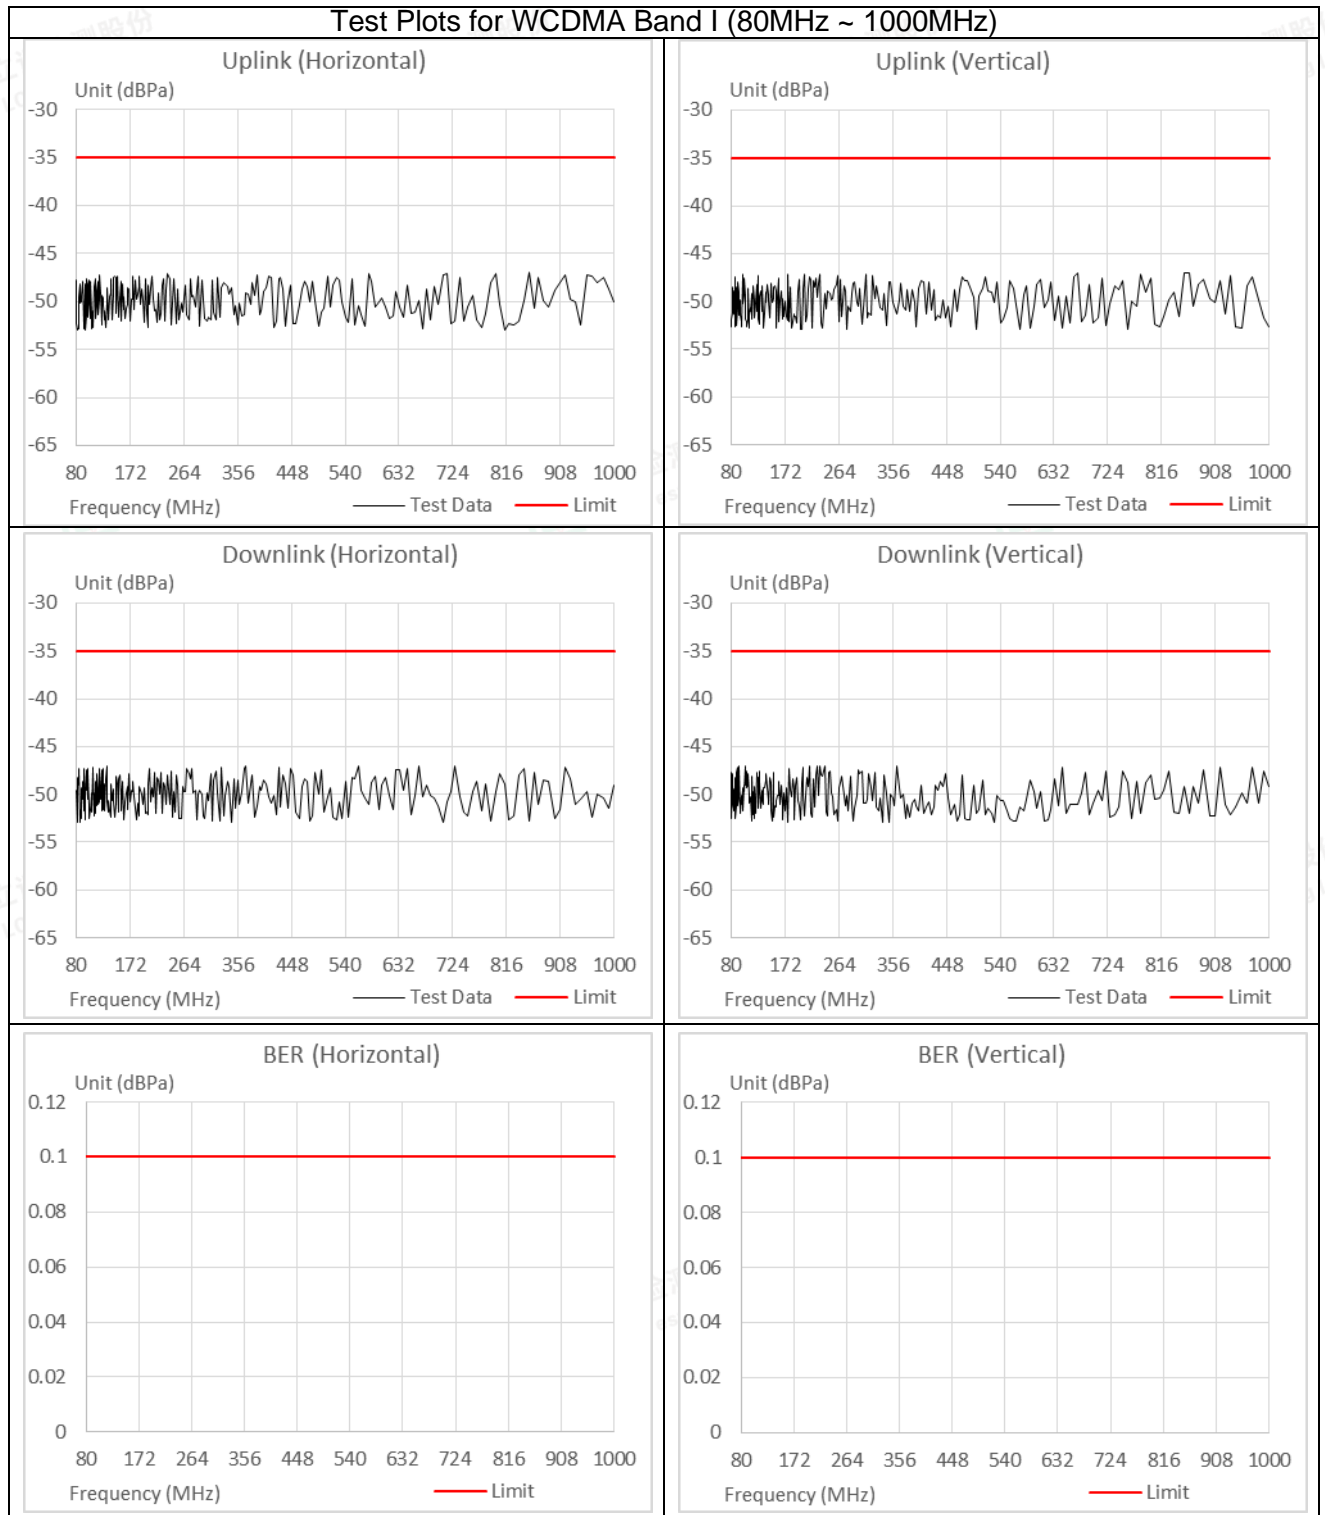 Test Plots for WCDMA Band I (80MHz ~ 1000MHz)
Uplink (Horizontal)
Unit (dBPa)
-30
-35
-40
-45
-50
-55
-60
-65
80 172 264 356 448 540 632 724 816 908 1000
Frequency (MHz) Test Data Limit
Uplink (Vertical)
Unit (dBPa)
-30
-35
-40
-45
-50
-55
-60
-65
80 172 264 356 448 540 632 724 816 908 1000
Frequency (MHz) Test Data Limit
Downlink (Horizontal)
Unit (dBPa)
-30
-35
-40
-45
-50
-55
-60
-65
80 172 264 356 448 540 632 724 816 908 1000
Frequency (MHz) Test Data Limit
Downlink (Vertical)
Unit (dBPa)
-30
-35
-40
-45
-50
-55
-60
-65
80 172 264 356 448 540 632 724 816 908 1000
Frequency (MHz) Test Data Limit
BER (Horizontal)
Unit (dBPa)
0.12
0.1
0.08
0.06
0.04
0.02
0
80 172 264 356 448 540 632 724 816 908 1000
Frequency (MHz) Limit
BER (Vertical)
Unit (dBPa)
0.12
0.1
0.08
0.06
0.04
0.02
0
80 172 264 356 448 540 632 724 816 908 1000
Frequency (MHz) Limit